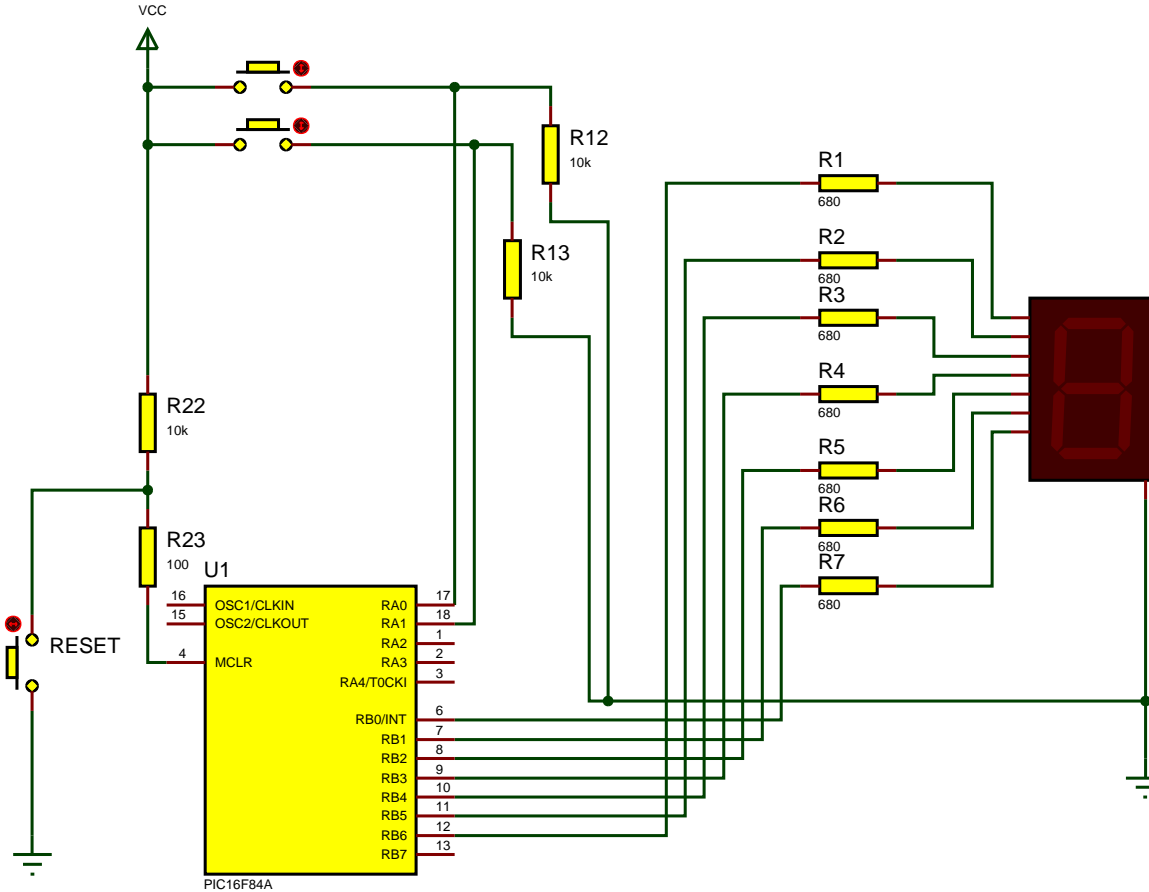 VCC
R12
10k
R13
10k
R1
680
R2
680
R3
680
R4
680
R5
680
R6
680
R7
680
R22
10k
R23
100
RESET
U1
16 OSC1/CLKIN
15 OSC2/CLKOUT
4 MCLR
RA0 17
RA1 18
RA2 1
RA3 2
RA4/T0CKI 3
RB0/INT 6
RB1 7
RB2 8
RB3 9
RB4 10
RB5 11
RB6 12
RB7 13
PIC16F84A